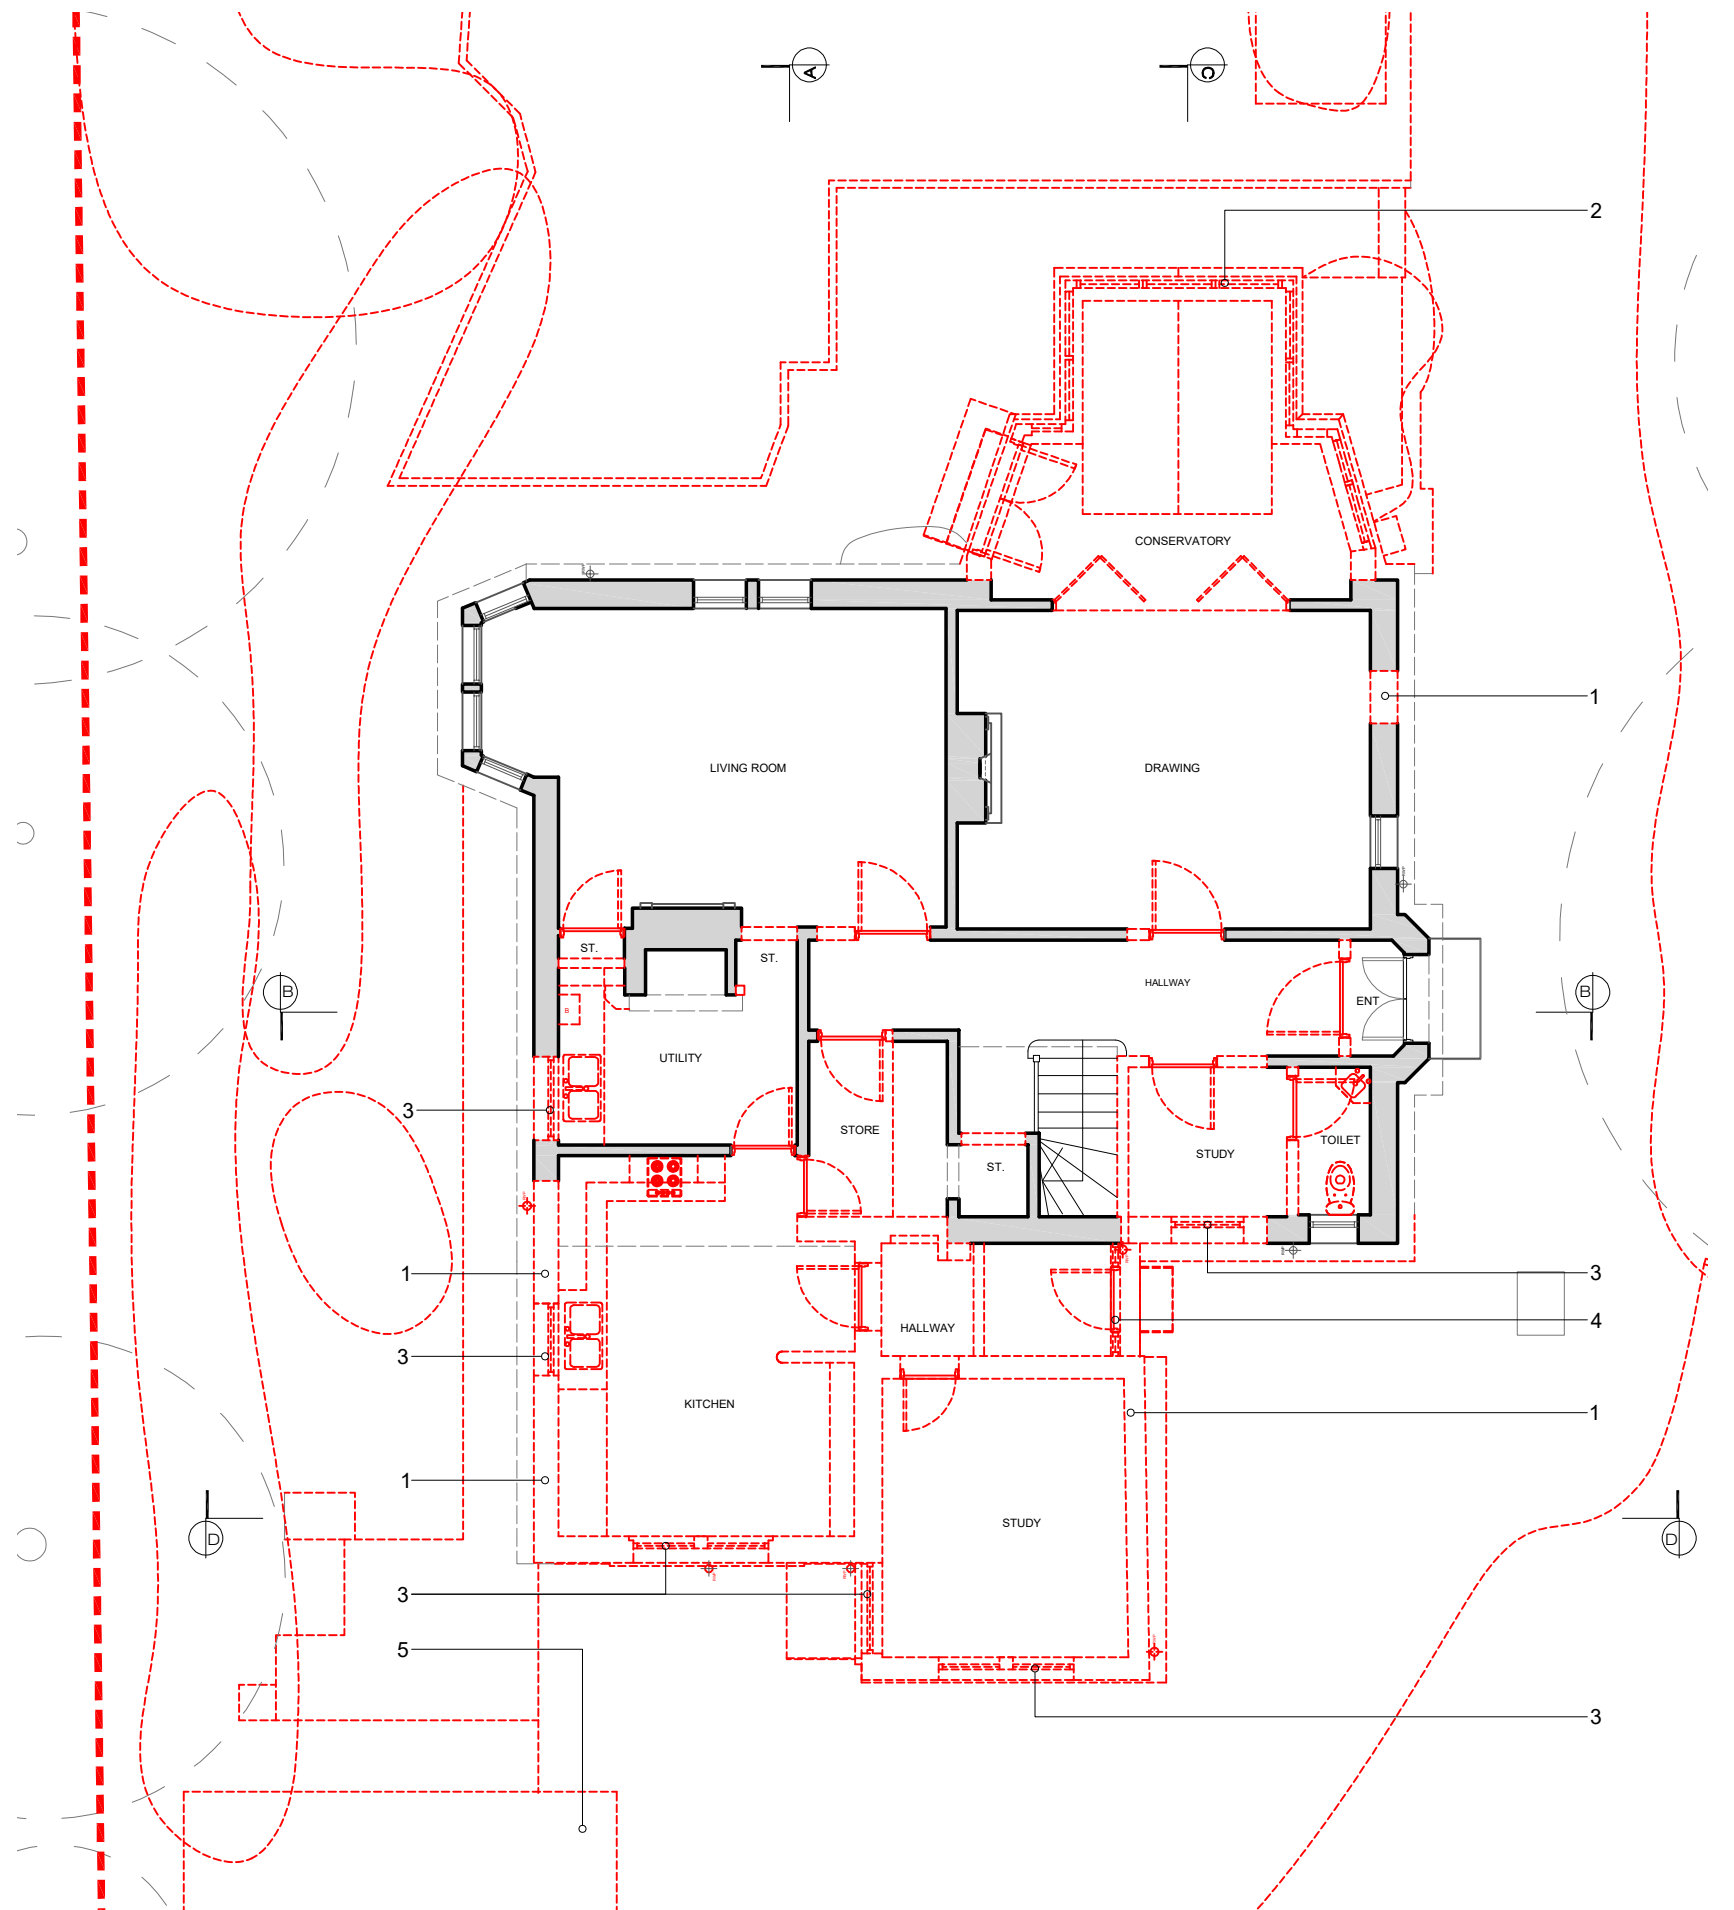 A
C
2
CONSERVATORY
1
LIVING ROOM
DRAWING
ST.
ST.
HALLWAY
B
ENT
B
B
UTILITY
3
STORE
TOILET
ST.
STUDY
1
3
4
HALLWAY
3
KITCHEN
1
1
STUDY
D
D
3
5
3